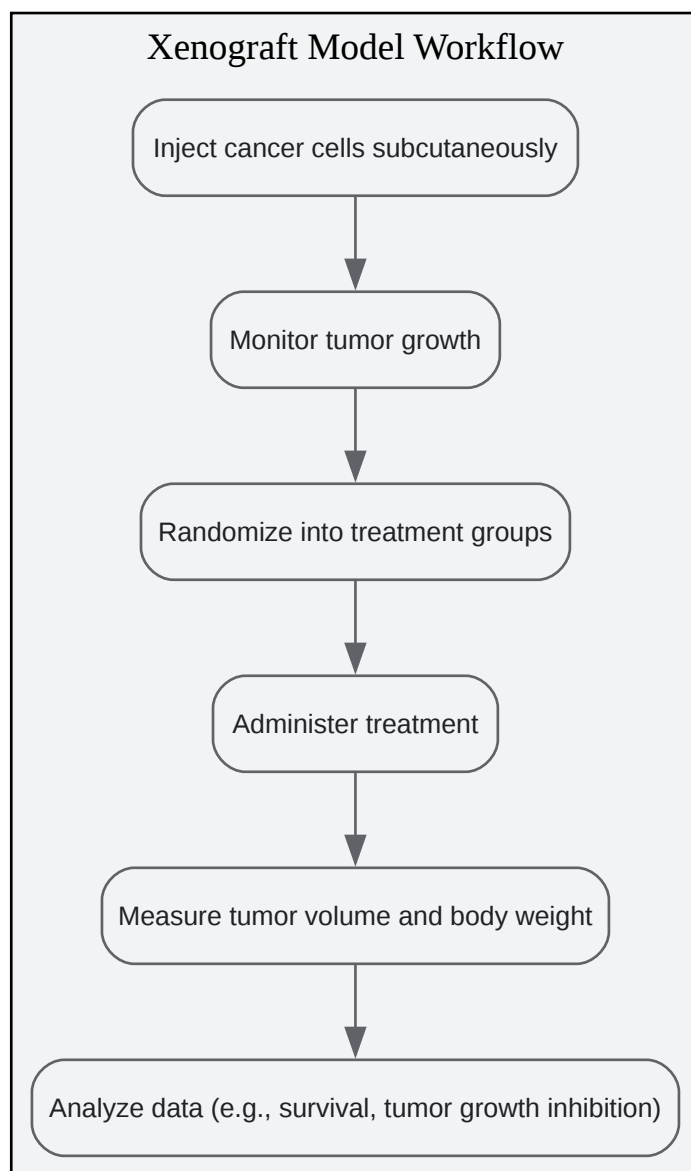 Xenograft Model Workflow
Inject cancer cells subcutaneously
Monitor tumor growth
Randomize into treatment groups
Administer treatment
Measure tumor volume and body weight
Analyze data (e.g., survival, tumor growth inhibition)